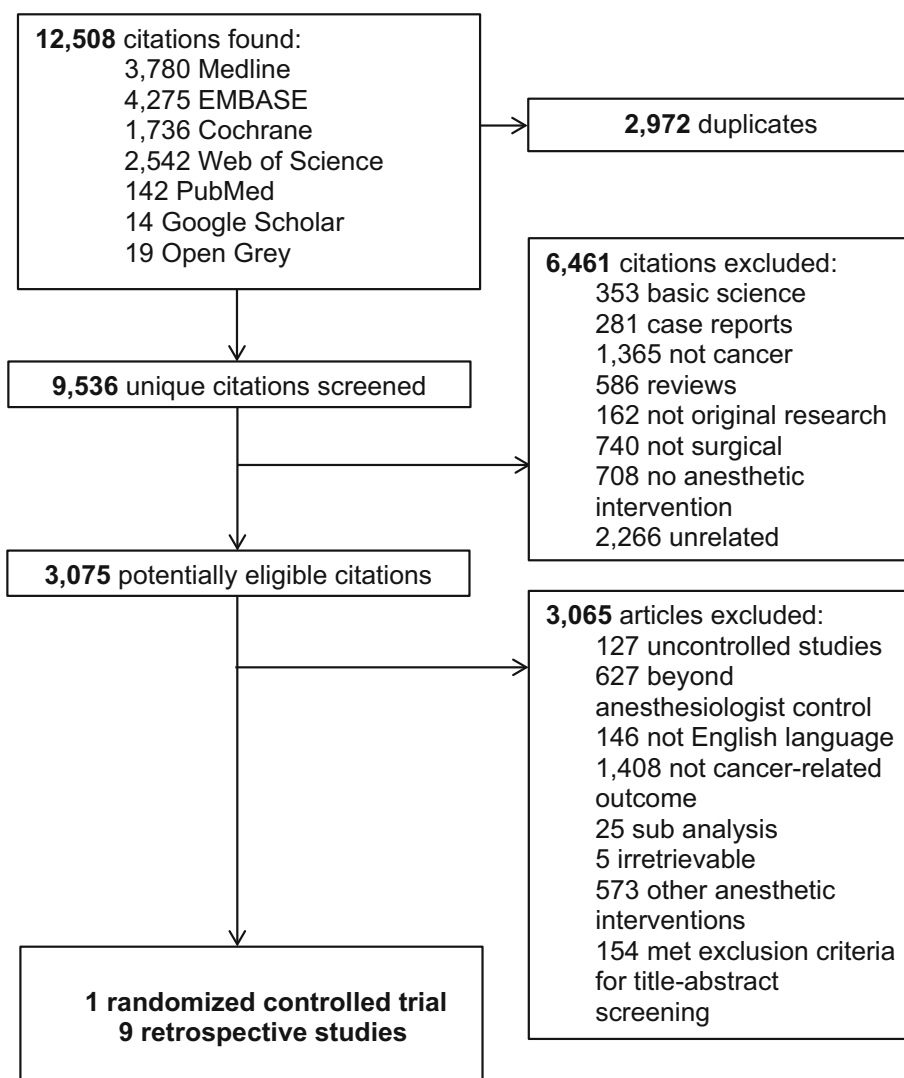 12,508 citations found:
3,780 Medline
4,275 EMBASE
1,736 Cochrane
2,542 Web of Science
142 PubMed
14 Google Scholar
19 Open Grey
2,972 duplicates
9,536 unique citations screened
6,461 citations excluded:
353 basic science
281 case reports
1,365 not cancer
586 reviews
162 not original research
740 not surgical
708 no anesthetic
intervention
2,266 unrelated
3,075 potentially eligible citations
3,065 articles excluded:
127 uncontrolled studies
627 beyond
anesthesiologist control
146 not English language
1,408 not cancer-related
outcome
25 sub analysis
5 irretrievable
573 other anesthetic
interventions
154 met exclusion criteria
for title-abstract
screening
1 randomized controlled trial
9 retrospective studies